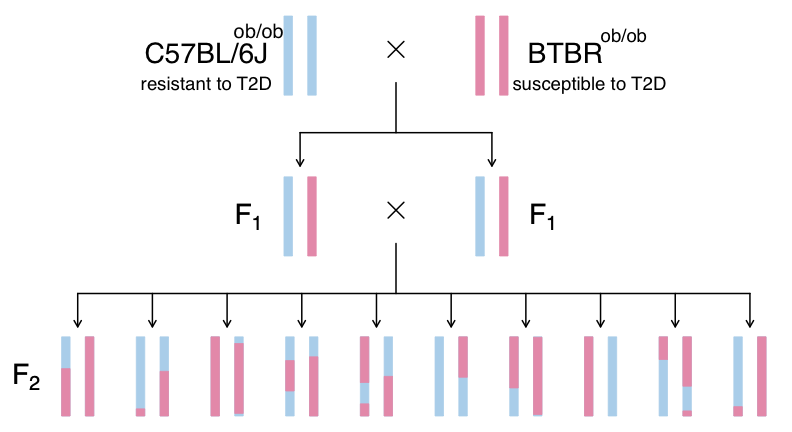 C57BL/6J ob/ob × BTBR ob/ob
resistant to T2D susceptible to T2D
F1 × F1
F2